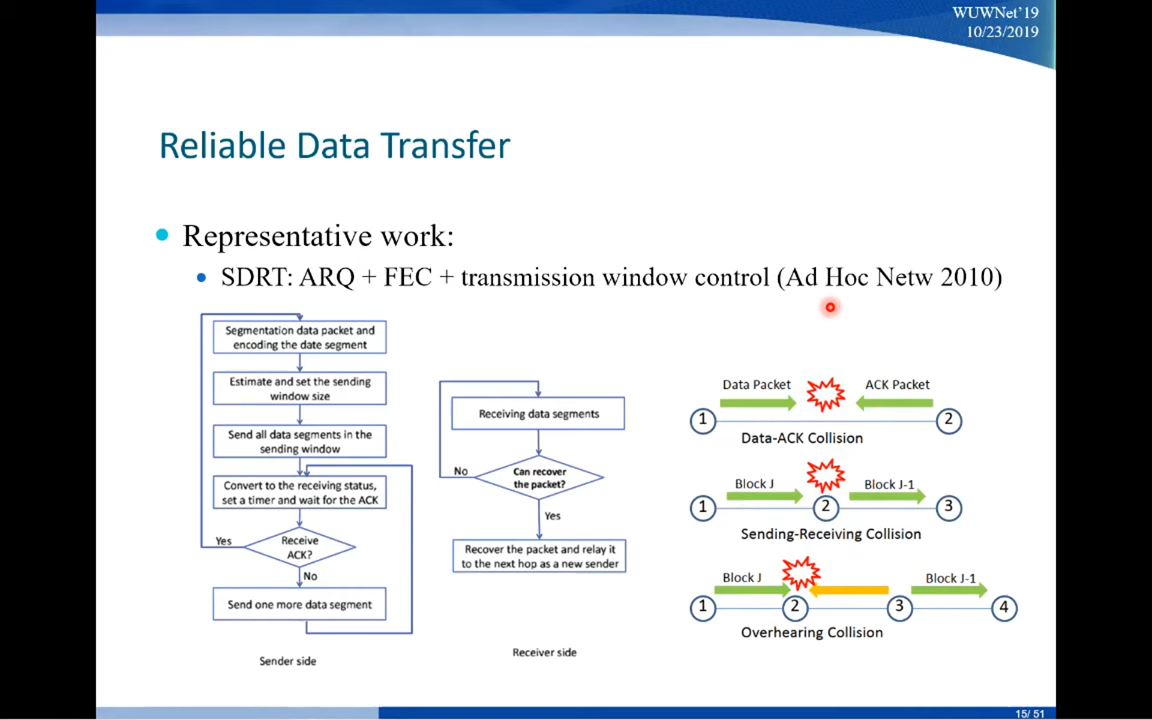 WUWNet'19
10/23/2019
Reliable Data Transfer
Representative work:
SDRT: ARQ + FEC + transmission window control (Ad Hoc Netw 2010)
Segmentation data packet and
encoding the date segment
Estimate and set the sending
window size
Send all data segments in the
sending window
Convert to the receiving status,
set a timer and wait for the ACK
Yes
Receive
ACK?
No
Send one more data segment
Sender side
Receiving data segments
No
Can recover
the packet?
Yes
Recover the packet and relay it
to the next hop as a new sender
Receiver side
Data Packet
ACK Packet
1
2
Data-ACK Collision
Block J
Block J-1
1
2
3
Sending-Receiving Collision
Block J
Block J-1
1
2
3
4
Overhearing Collision
15/ 51